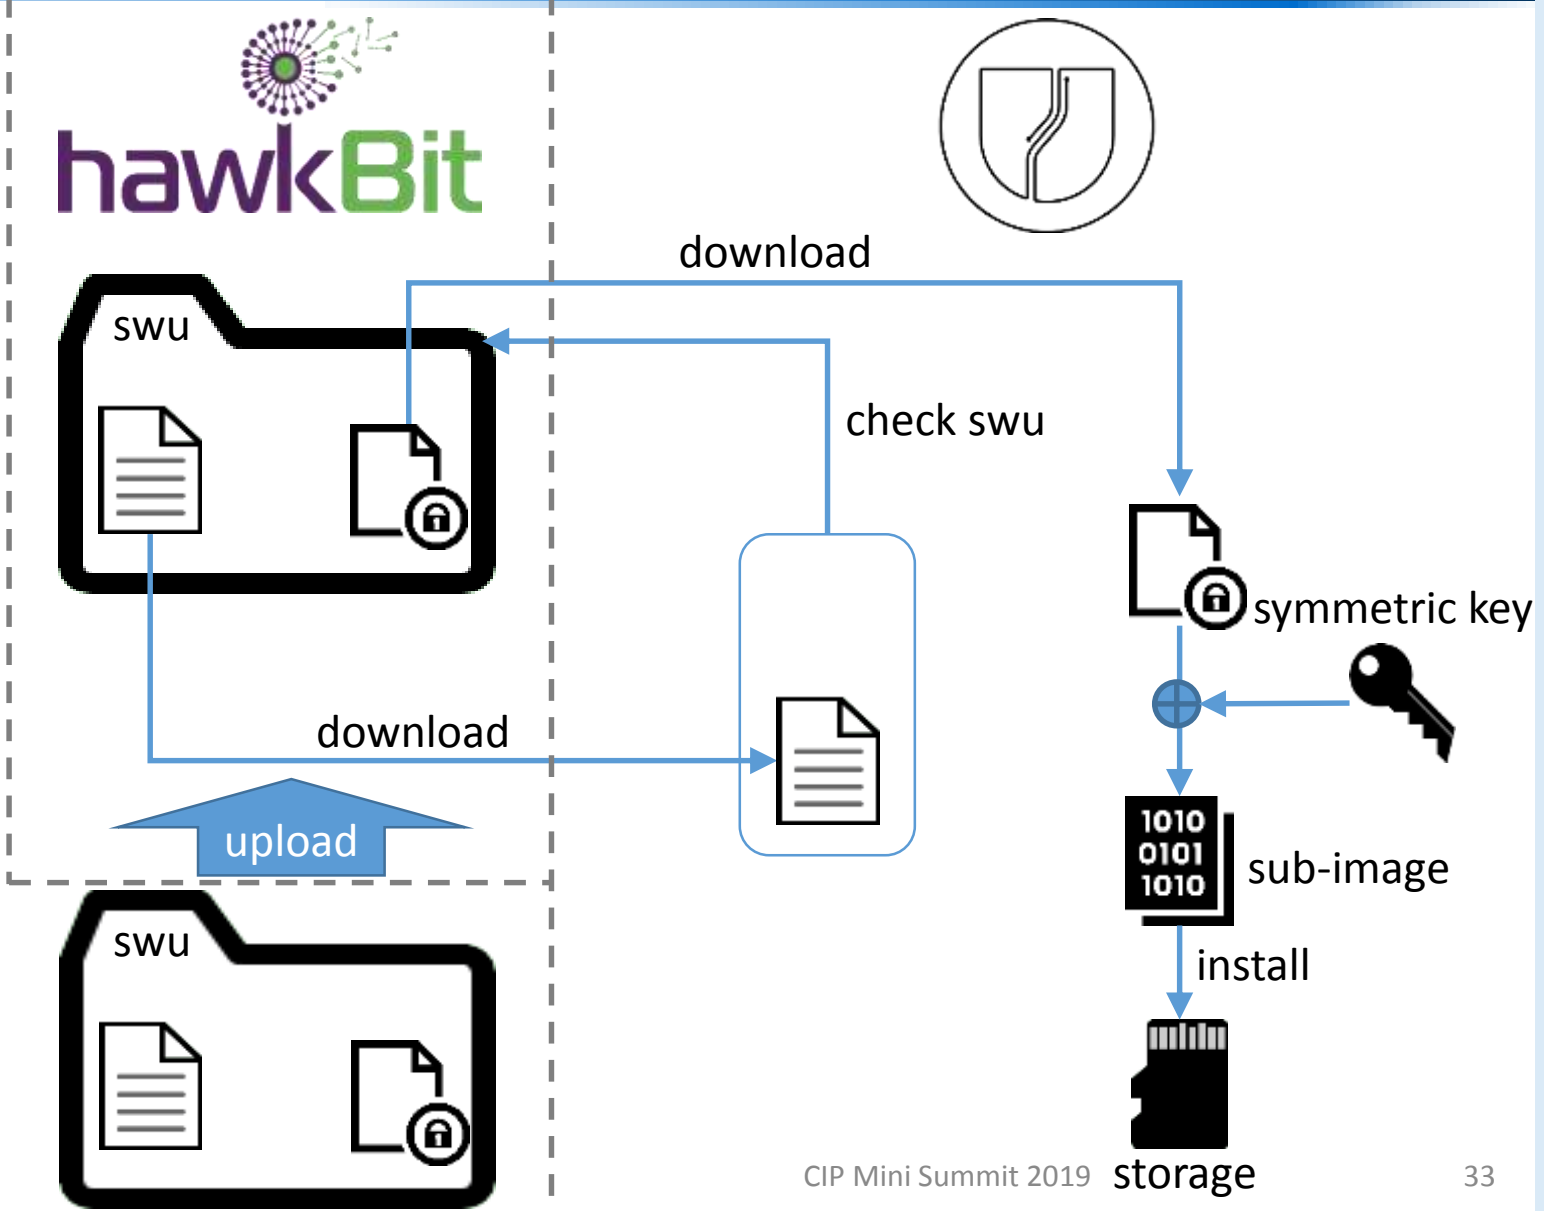 hawkBit
download
swu
check swu
symmetric key
download
upload
1010
0101
1010
sub-image
swu
install
CIP Mini Summit 2019
storage
33